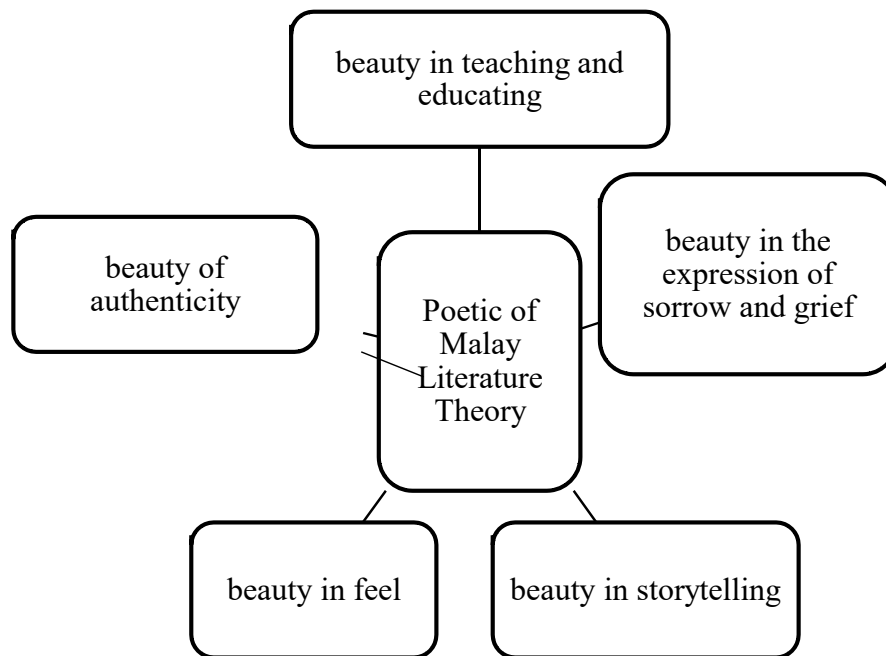 beauty in teaching and
educating
beauty of
authenticity
Poetic of
Malay
Literature
Theory
beauty in the
expression of
sorrow and grief
beauty in feel
beauty in storytelling